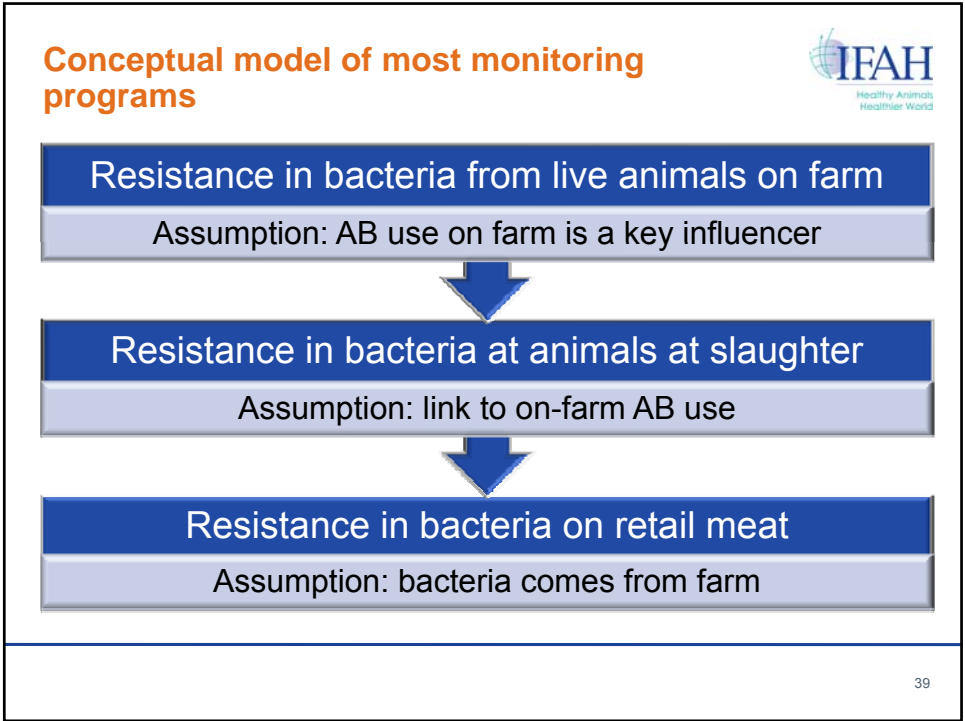 Conceptual model of most monitoring
programs
IFAH
Healthy Animals
Healthier World
Resistance in bacteria from live animals on farm
Assumption: AB use on farm is a key influencer
Resistance in bacteria at animals at slaughter
Assumption: link to on-farm AB use
Resistance in bacteria on retail meat
Assumption: bacteria comes from farm
39